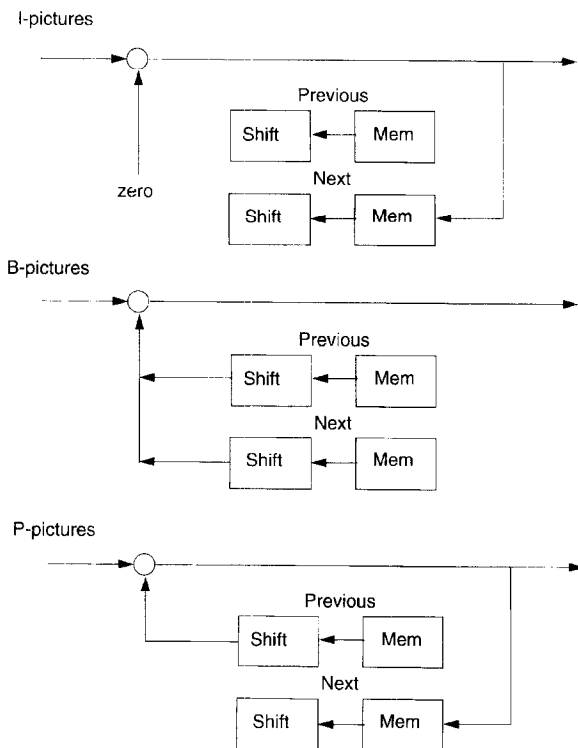 I-pictures
Previous
Shift Mem
Next
zero
Shift Mem
B-pictures
Previous
Shift Mem
Next
Shift Mem
P-pictures
Previous
Shift Mem
Next
Shift Mem